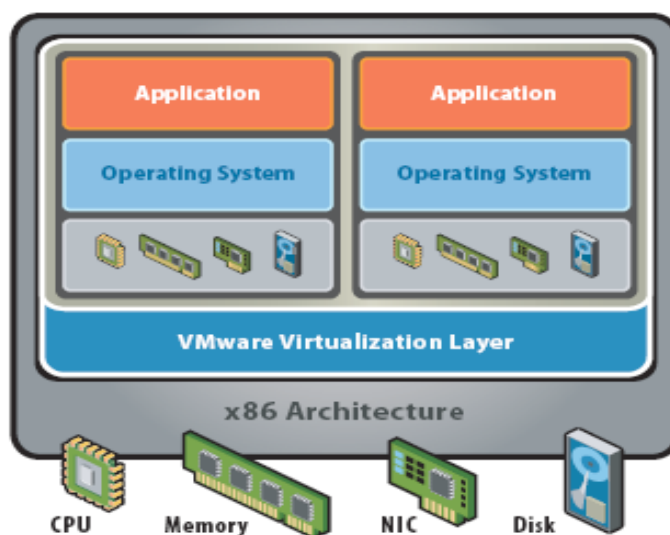 Application
Application
Operating System
Operating System
VMware Virtualization Layer
x86 Architecture
CPU
Memory
NIC
Disk